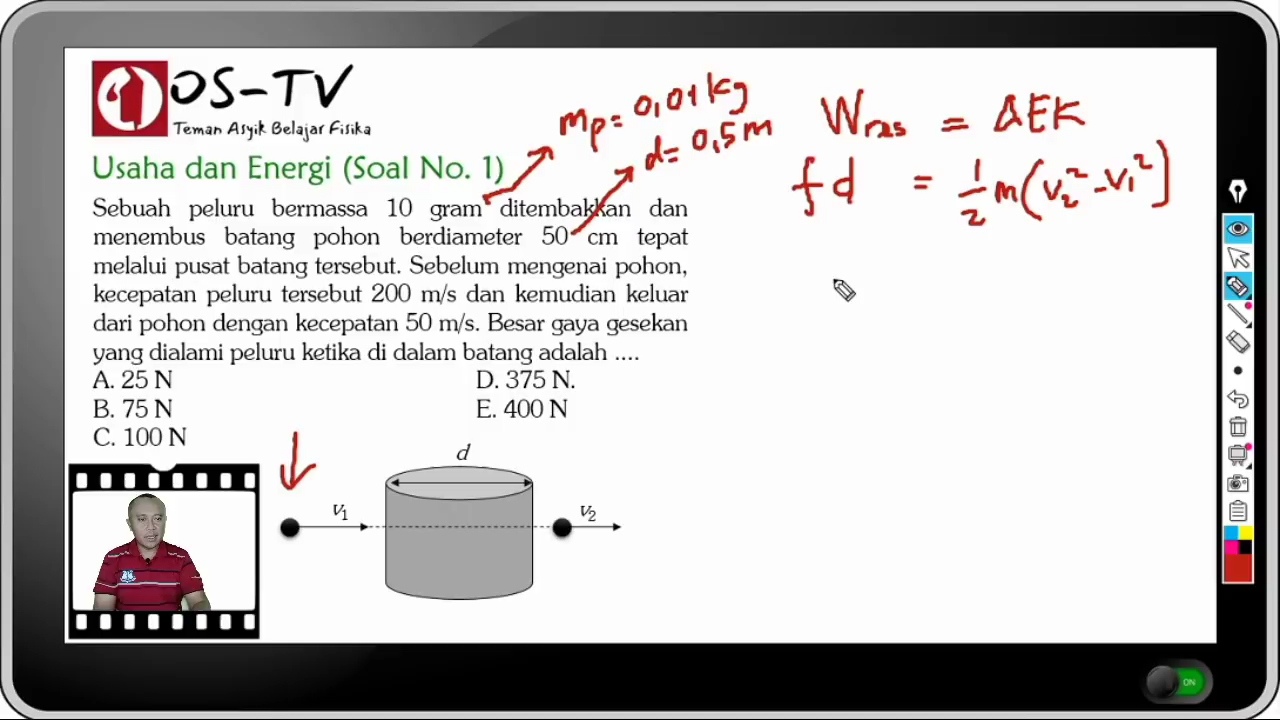 OS-TV
Teman Asyik Belajar Fisika
Usaha dan Energi (Soal No. 1)
Sebuah peluru bermassa 10 gram ditembakkan dan
menembus batang pohon berdiameter 50 cm tepat
melalui pusat batang tersebut. Sebelum mengenai pohon,
kecepatan peluru tersebut 200 m/s dan kemudian keluar
dari pohon dengan kecepatan 50 m/s. Besar gaya gesekan
yang dialami peluru ketika di dalam batang adalah ....
A. 25 N
B. 75 N
C. 100 N
D. 375 N.
E. 400 N
d
v₁
v₂
mp = 0,01 kg
d = 0,5 m
Wres = ΔEK
f d = 1/2 m(v₂² - v₁²)
ON